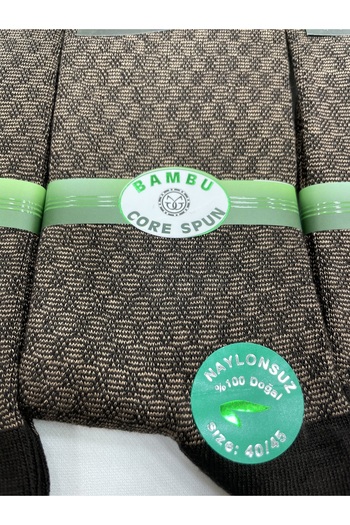 BAMBU
CORE SPUN
NAYLONSUZ
%100 Doğal
size: 40/45